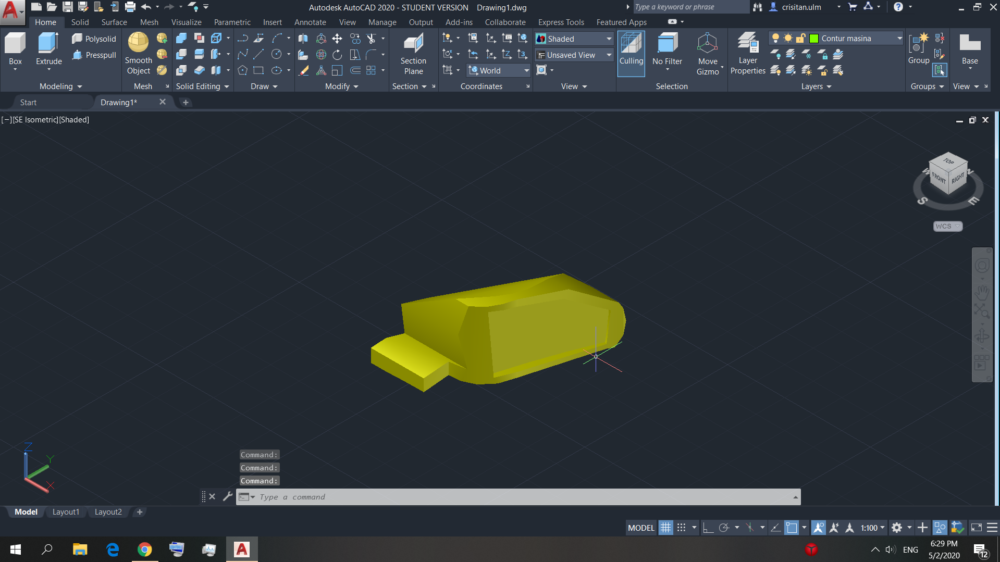 Autodesk AutoCAD 2020 - STUDENT VERSION Drawing1.dwg
Type a keyword or phrase
crisitan.ulm
Home Solid Surface Mesh Visualize Parametric Insert Annotate View Manage Output Add-ins Collaborate Express Tools Featured Apps
Box
Extrude
Polysolid
Presspull
Modeling
Smooth
Object
Mesh
Solid Editing
Draw
Modify
Section
Plane
Section
World
Coordinates
Shaded
Unsaved View
View
Culling
No Filter
Move
Gizmo
Selection
Layer
Properties
Contur masina
Layers
Group
Groups
Base
View
Start
Drawing1*
[−][SE Isometric][Shaded]
TOP
FRONT
RIGHT
W
N
S
E
WCS
Z
Y
X
Command:
Command:
Command:
Type a command
Model Layout1 Layout2
MODEL
1:100
ENG
6:29 PM
5/2/2020
12